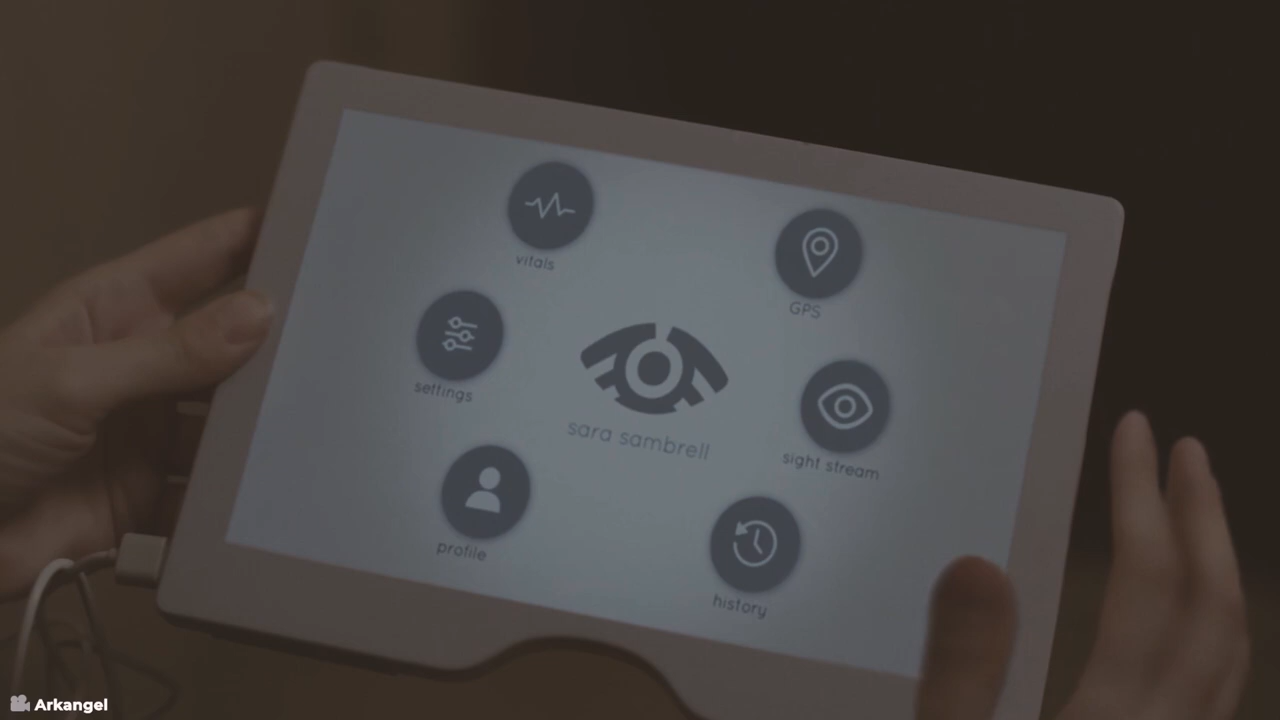 vitals
GPS
settings
sara sambrell
sight stream
profile
history
Arkangel